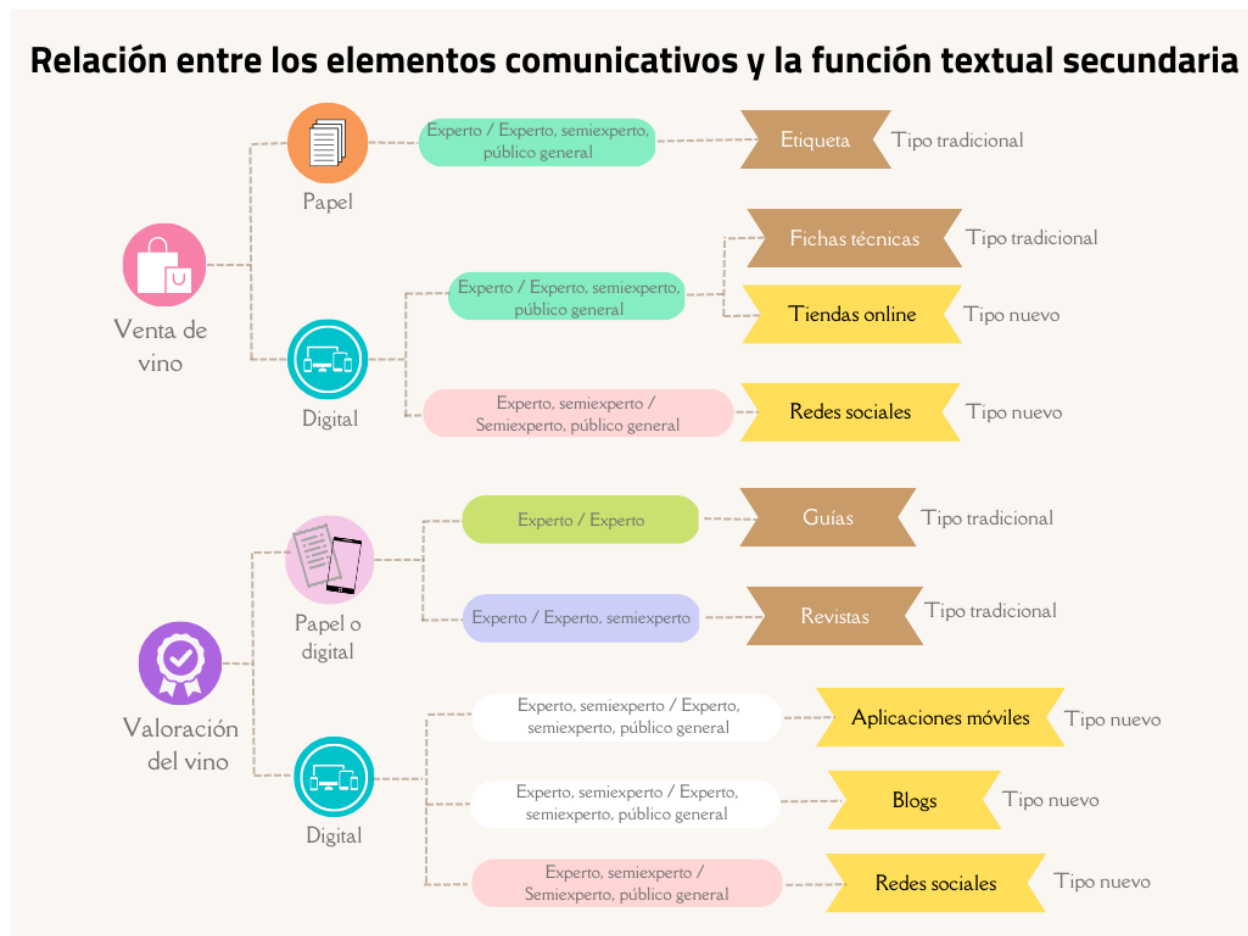 Relación entre los elementos comunicativos y la función textual secundaria
Experto / Experto, semiexperto,
público general
Etiqueta
Tipo tradicional
Papel
Fichas técnicas
Tipo tradicional
Venta de
vino
Experto / Experto, semiexperto,
público general
Tiendas online
Tipo nuevo
Digital
Experto, semiexperto /
Semiexperto, público general
Redes sociales
Tipo nuevo
Experto / Experto
Guías
Tipo tradicional
Papel o
digital
Experto / Experto, semiexperto
Revistas
Tipo tradicional
Valoración
del vino
Experto, semiexperto / Experto,
semiexperto, público general
Aplicaciones móviles
Tipo nuevo
Digital
Experto, semiexperto / Experto,
semiexperto, público general
Blogs
Tipo nuevo
Experto, semiexperto /
Semiexperto, público general
Redes sociales
Tipo nuevo